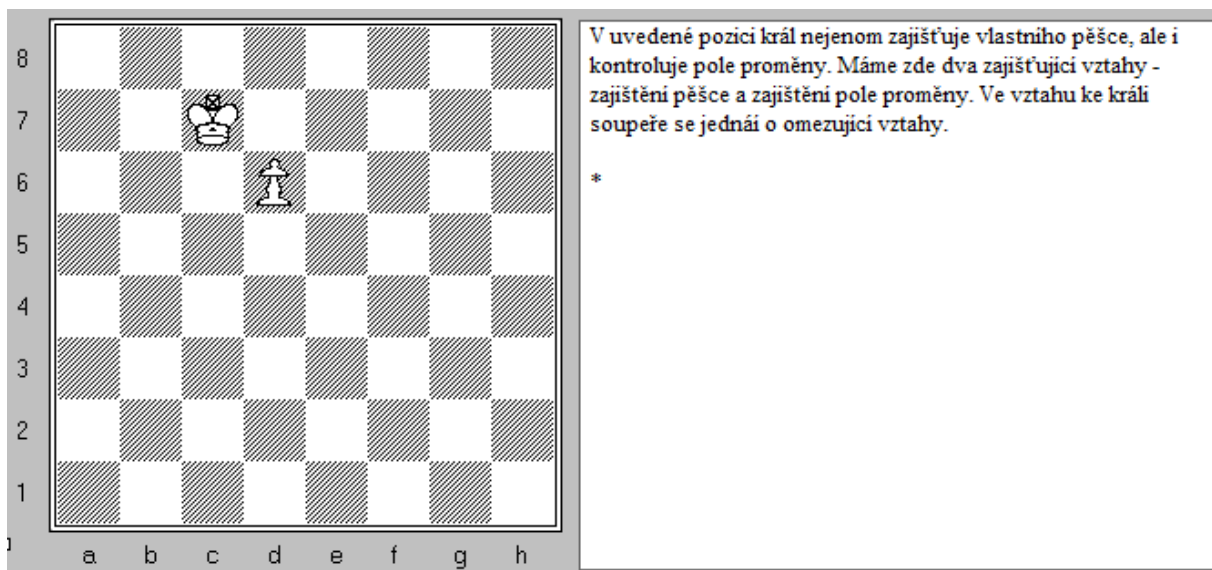 V uvedené pozici král nejenom zajišťuje vlastního pěšce, ale i
kontroluje pole proměny. Máme zde dva zajišťující vztahy -
zajištění pěšce a zajištění pole proměny. Ve vztahu ke králi
soupeře se jednái o omezující vztahy.
*
8
7
6
5
4
3
2
1
a b c d e f g h